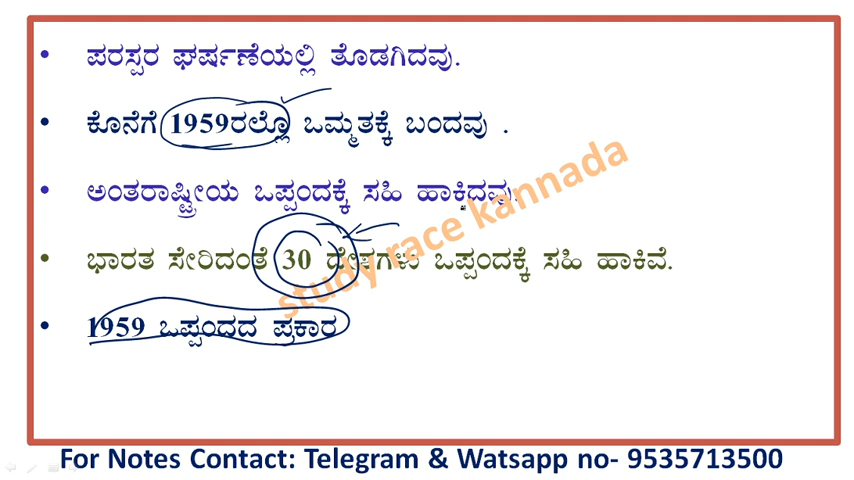 • ಪರಸ್ಪರ ಘರ್ಷಣೆಯಲ್ಲಿ ತೊಡಗಿದವು.
• ಕೊನೆಗೆ 1959ರಲ್ಲೊ ಒಮ್ಮತಕ್ಕೆ ಬಂದವು .
• ಅಂತರಾಷ್ಟ್ರೀಯ ಒಪ್ಪಂದಕ್ಕೆ ಸಹಿ ಹಾಕಿದವು.
• ಭಾರತ ಸೇರಿದಂತೆ 30 ದೇಶಗಳು ಒಪ್ಪಂದಕ್ಕೆ ಸಹಿ ಹಾಕಿವೆ.
study race kannada
• 1959 ಒಪ್ಪಂದದ ಪ್ರಕಾರ
For Notes Contact: Telegram & Watsapp no- 9535713500